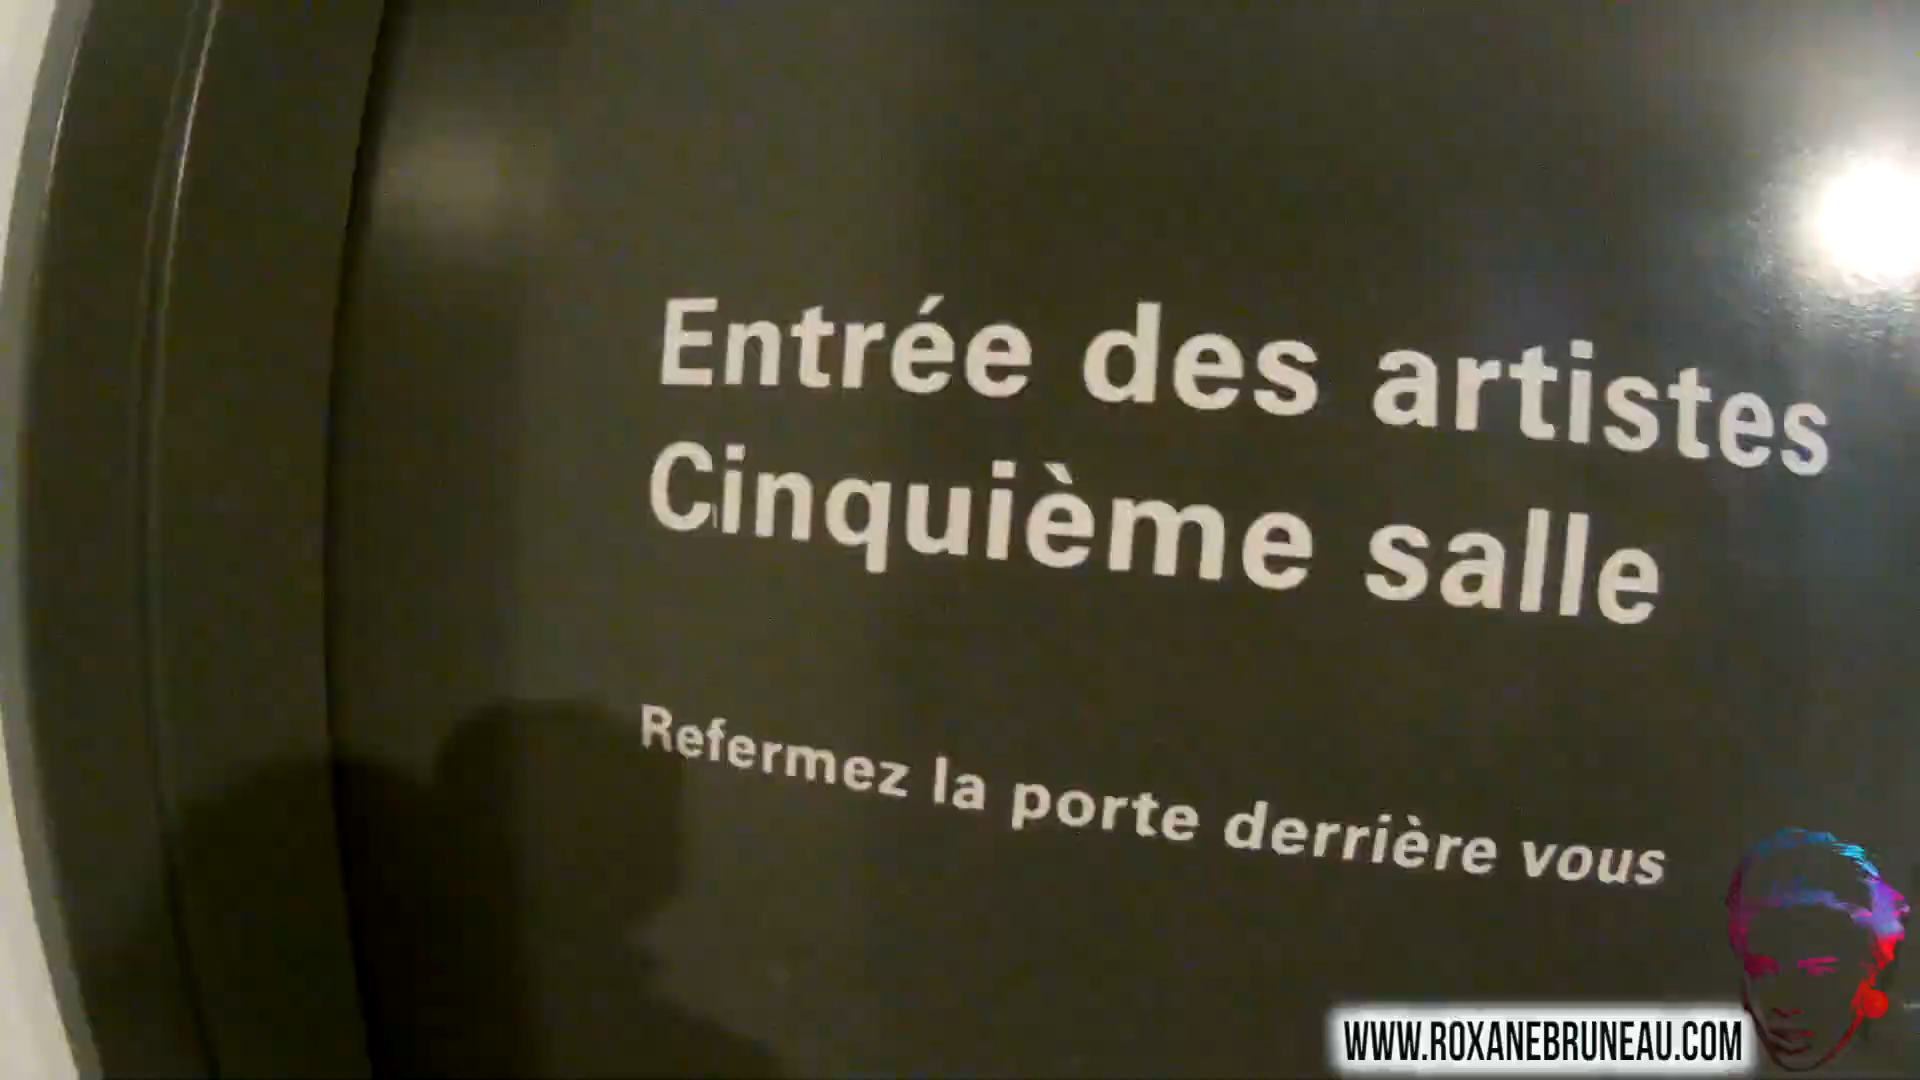 Entrée des artistes
Cinquième salle
Refermez la porte derrière vous
WWW.ROXANEBRUNEAU.COM